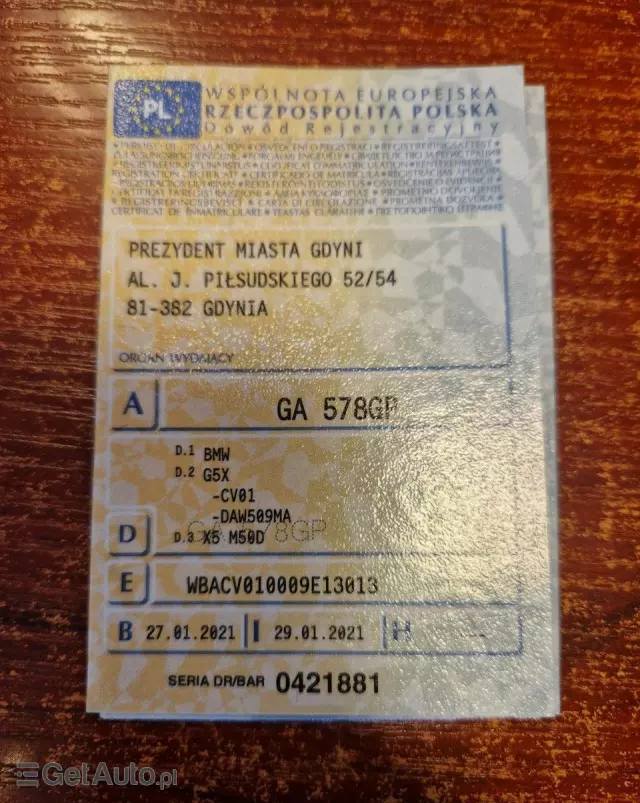 PL
WSPÓLNOTA EUROPEJSKA
RZECZPOSPOLITA POLSKA
Dowód Rejestracyjny
PREZYDENT MIASTA GDYNI
AL. J. PIŁSUDSKIEGO 52/54
81-382 GDYNIA
ORGAN WYDAJĄCY
A GA 578GP
D.1 BMW
D.2 G5X
-CV01
-DAW509MA
D D.3 X5 M50D
GA 578GP
E WBACV010009E13013
B 27.01.2021 I 29.01.2021 H ---
SERIA DR/BAR 0421881
GetAuto.pl